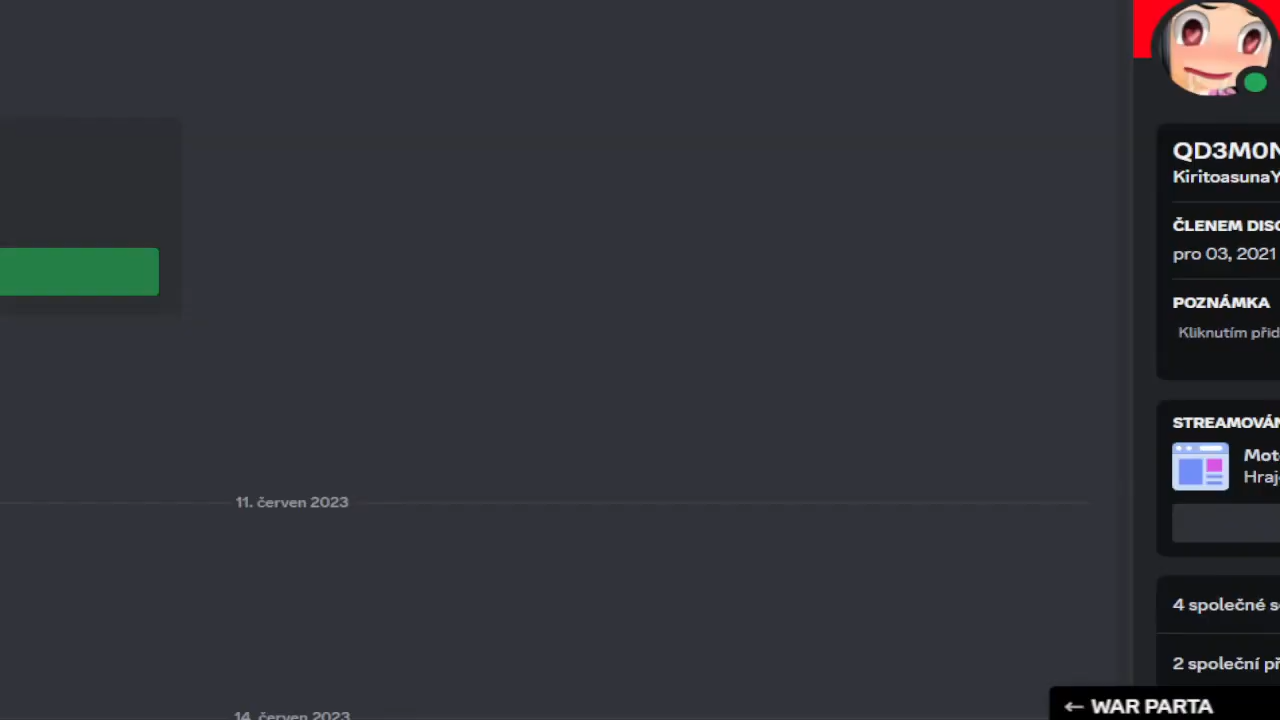 QD3M0N
KiritoasunaY
ČLENEM DISC
pro 03, 2021
POZNÁMKA
Kliknutím přid
STREAMOVÁN
Mot
Hraj
11. červen 2023
4 společné s
2 společní př
← WAR PARTA
14. červen 2023